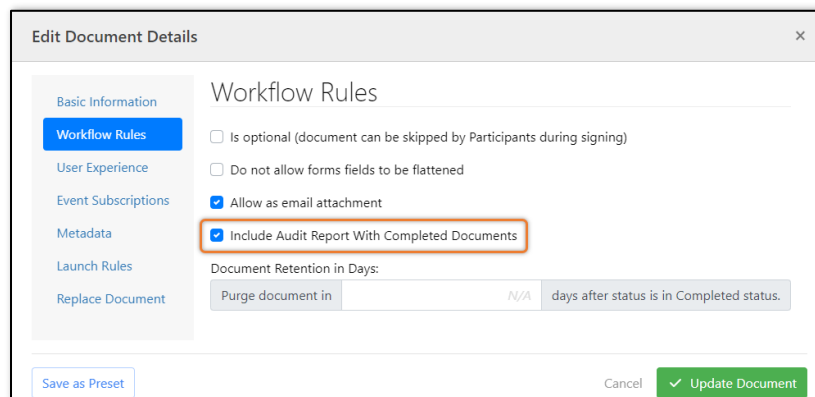 Edit Document Details
×
Basic Information
Workflow Rules
User Experience
Event Subscriptions
Metadata
Launch Rules
Replace Document
Workflow Rules
Is optional (document can be skipped by Participants during signing)
Do not allow forms fields to be flattened
Allow as email attachment
Include Audit Report With Completed Documents
Document Retention in Days:
Purge document in N/A days after status is in Completed status.
Save as Preset
Cancel
Update Document